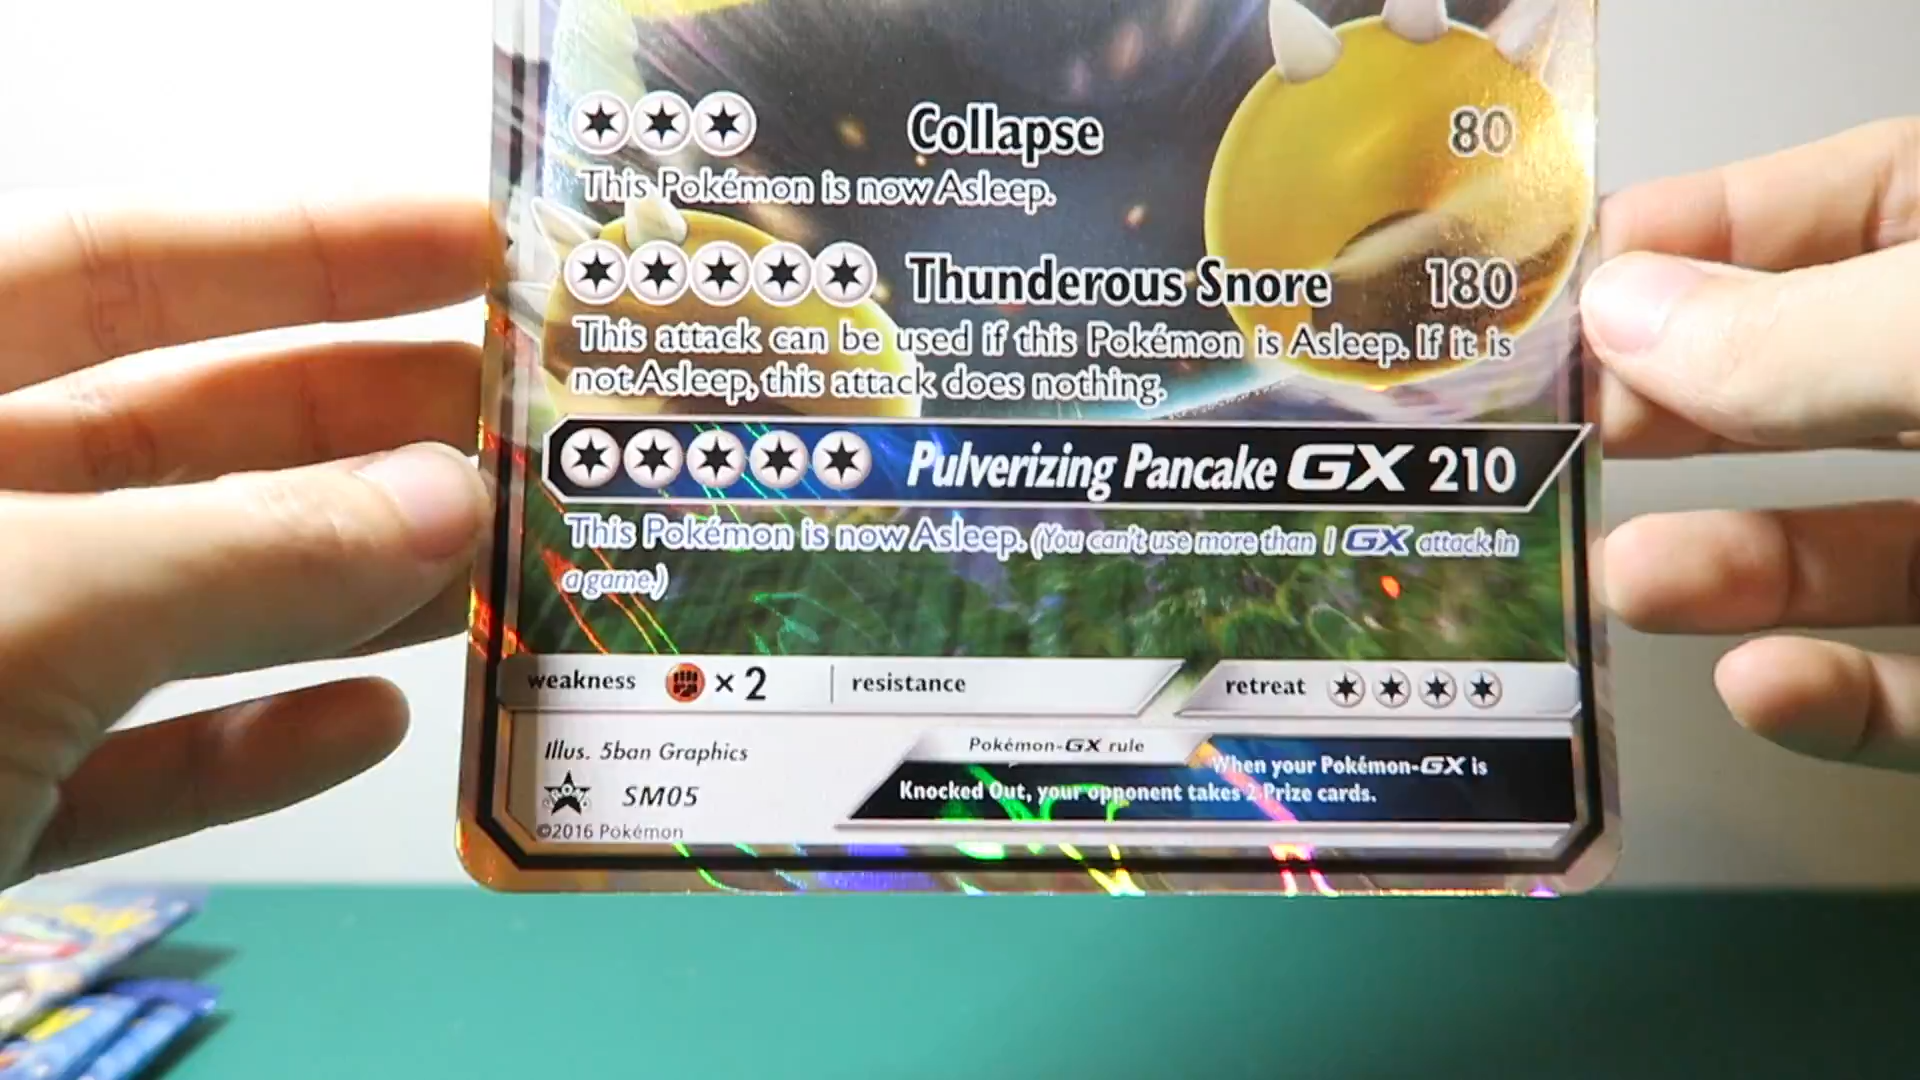 Collapse 80
This Pokémon is now Asleep.
Thunderous Snore 180
This attack can be used if this Pokémon is Asleep. If it is
not Asleep, this attack does nothing.
Pulverizing Pancake GX 210
This Pokémon is now Asleep. (You can't use more than 1 GX attack in
a game.)
weakness ×2 resistance retreat
Illus. 5ban Graphics
Pokémon-GX rule
When your Pokémon-GX is
Knocked Out, your opponent takes 2 Prize cards.
PROMO SM05
©2016 Pokémon